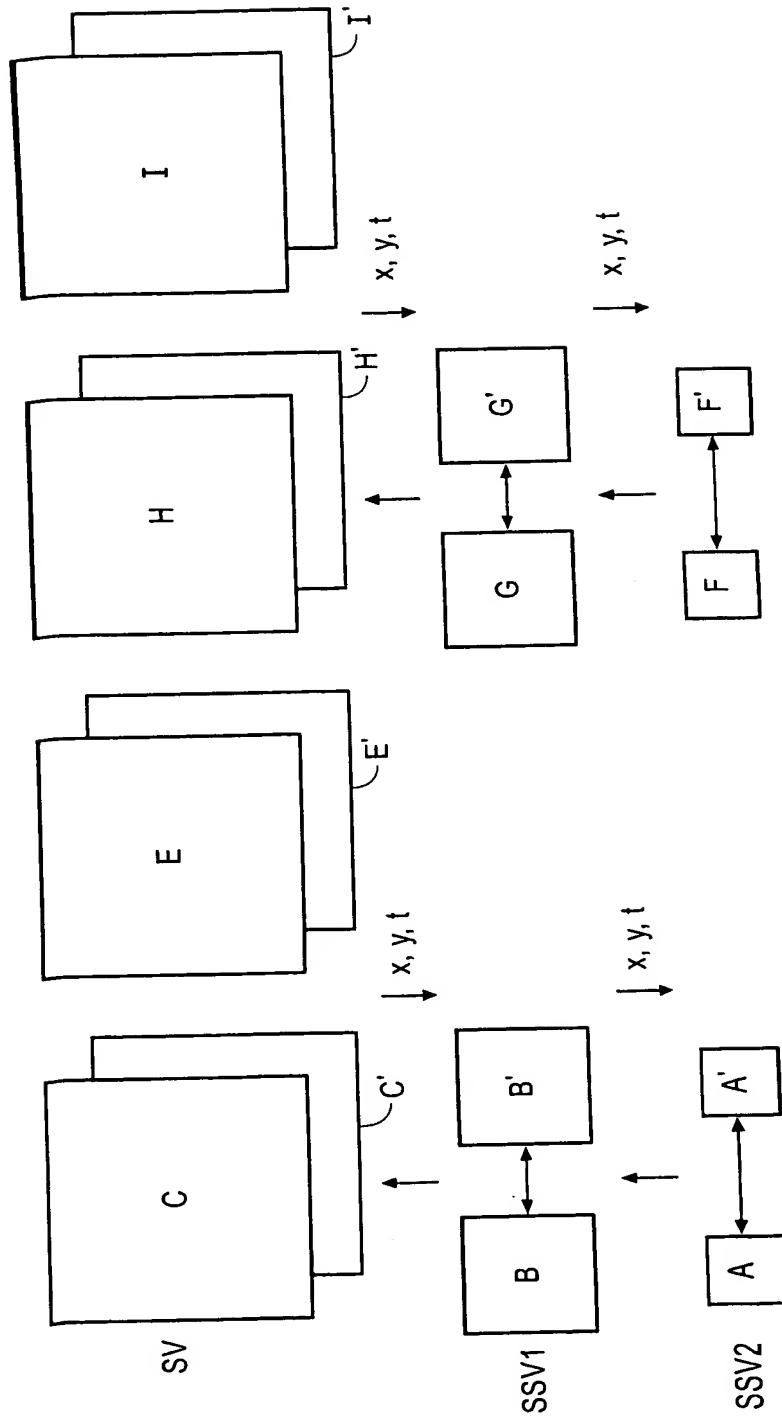 SV
C
C'
E
E'
H
H'
I
I'
x, y, t
x, y, t
SSV1
B
B'
G
G'
x, y, t
x, y, t
SSV2
A
A'
F
F'